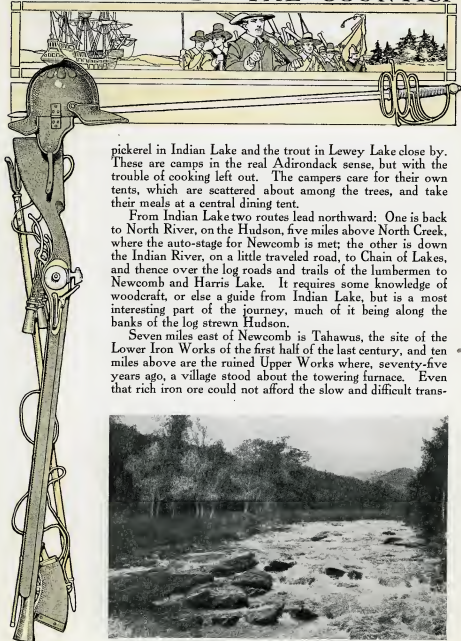 pickerel in Indian Lake and the trout in Lewey Lake close by.
These are camps in the real Adirondack sense, but with the
trouble of cooking left out. The campers care for their own
tents, which are scattered about among the trees, and take
their meals at a central dining tent.
From Indian Lake two routes lead northward: One is back
to North River, on the Hudson, five miles above North Creek,
where the auto-stage for Newcomb is met; the other is down
the Indian River, on a little traveled road, to Chain of Lakes,
and thence over the log roads and trails of the lumbermen to
Newcomb and Harris Lake. It requires some knowledge of
woodcraft, or else a guide from Indian Lake, but is a most
interesting part of the journey, much of it being along the
banks of the log strewn Hudson.
Seven miles east of Newcomb is Tahawus, the site of the
Lower Iron Works of the first half of the last century, and ten
miles above are the ruined Upper Works where, seventy-five
years ago, a village stood about the towering furnace. Even
that rich iron ore could not afford the slow and difficult trans-